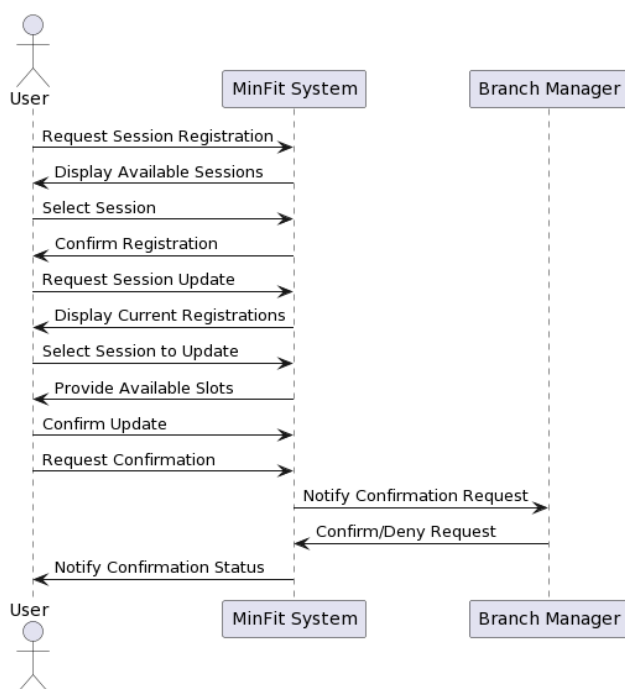 User
MinFit System
Branch Manager
Request Session Registration
Display Available Sessions
Select Session
Confirm Registration
Request Session Update
Display Current Registrations
Select Session to Update
Provide Available Slots
Confirm Update
Request Confirmation
Notify Confirmation Request
Confirm/Deny Request
Notify Confirmation Status
User
MinFit System
Branch Manager